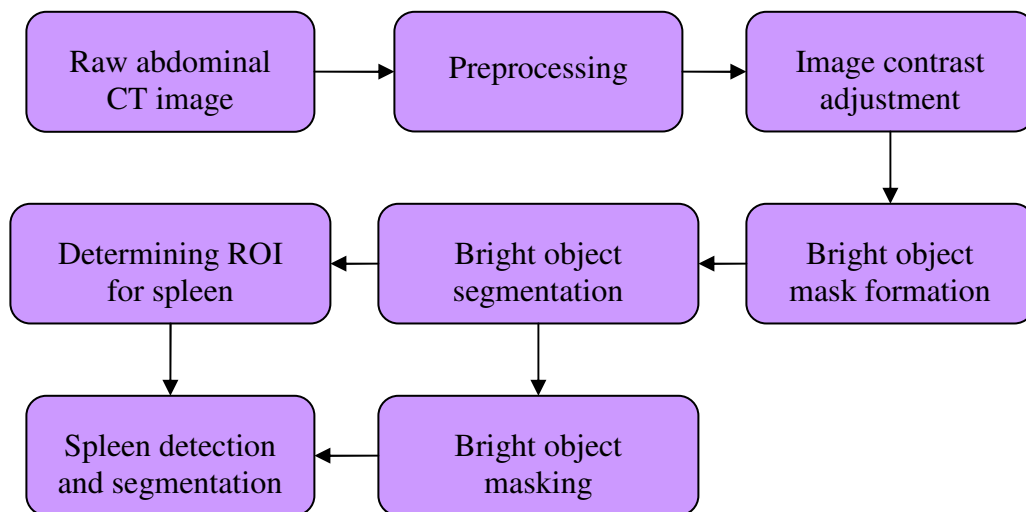 Raw abdominal
CT image
Preprocessing
Image contrast
adjustment
Determining ROI
for spleen
Bright object
segmentation
Bright object
mask formation
Spleen detection
and segmentation
Bright object
masking